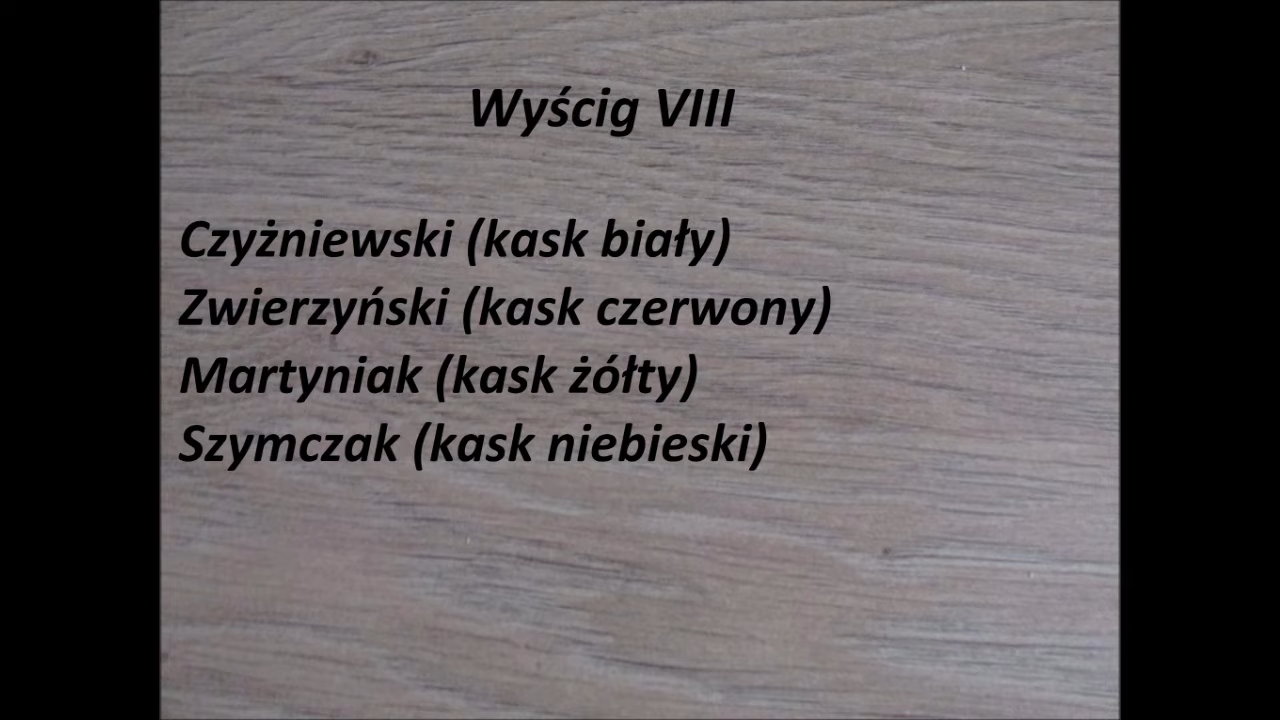 Wyścig VIII
Czyżniewski (kask biały)
Zwierzyński (kask czerwony)
Martyniak (kask żółty)
Szymczak (kask niebieski)